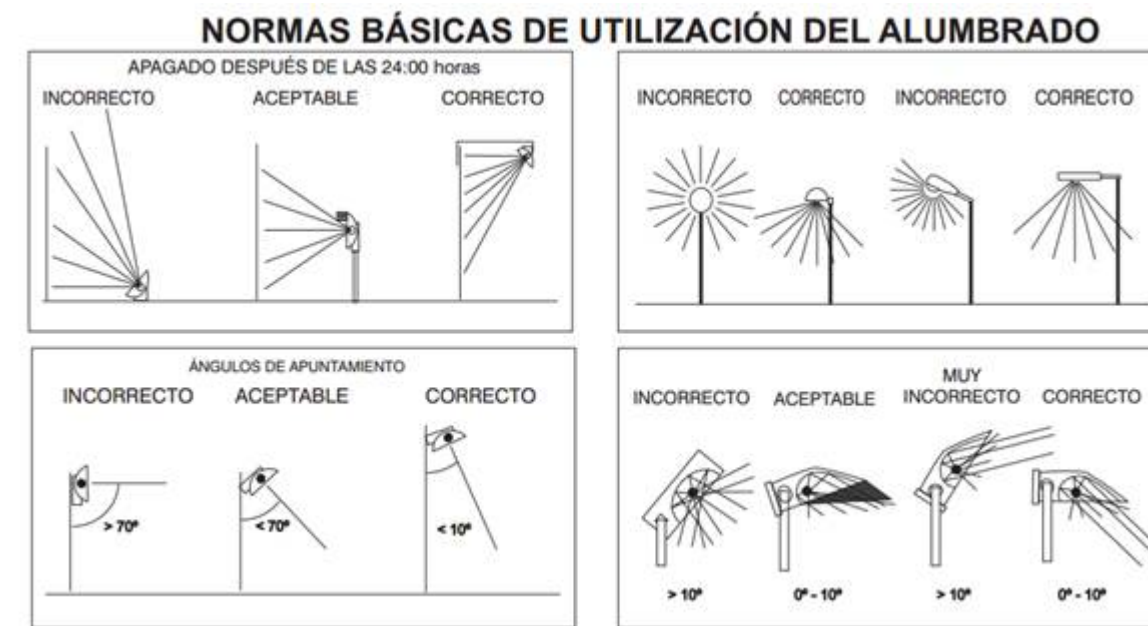 NORMAS BÁSICAS DE UTILIZACIÓN DEL ALUMBRADO
APAGADO DESPUÉS DE LAS 24:00 horas
INCORRECTO ACEPTABLE CORRECTO
INCORRECTO CORRECTO INCORRECTO CORRECTO
ÁNGULOS DE APUNTAMIENTO
INCORRECTO ACEPTABLE CORRECTO
> 70º < 70º < 10º
MUY
INCORRECTO ACEPTABLE INCORRECTO CORRECTO
> 10º 0º - 10º > 10º 0º - 10º